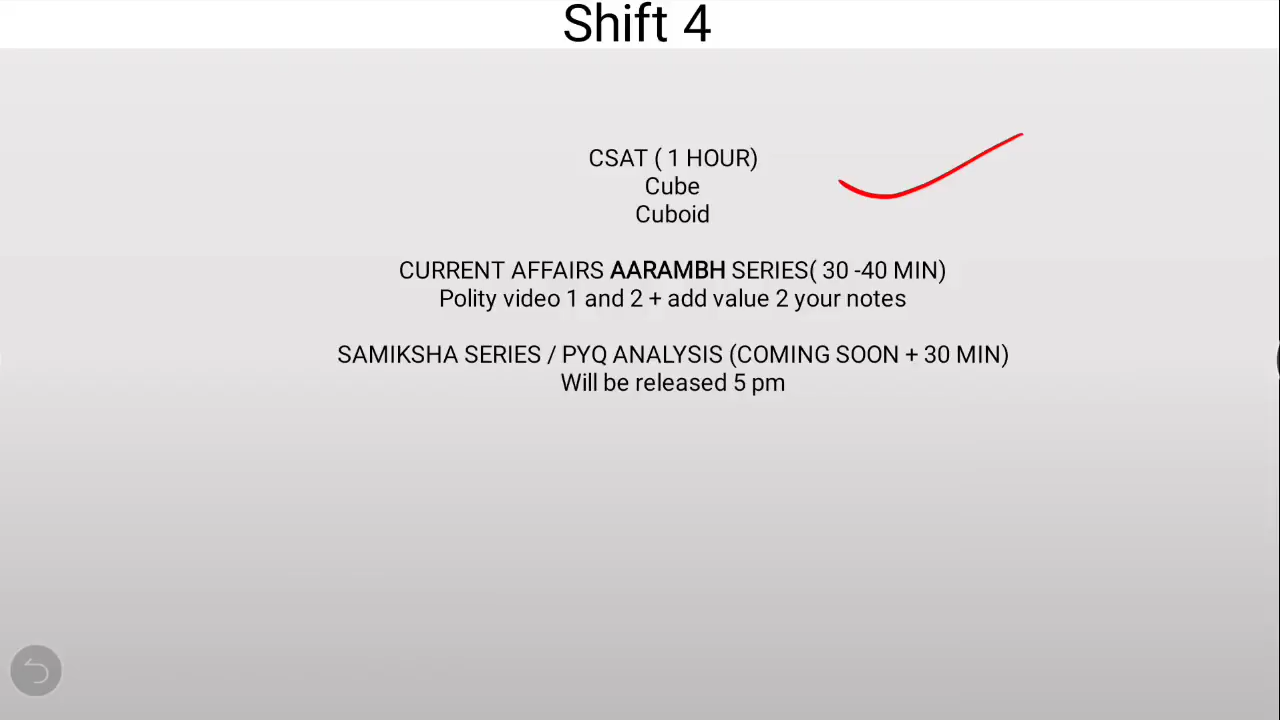 Shift 4
CSAT ( 1 HOUR)
Cube
Cuboid
CURRENT AFFAIRS AARAMBH SERIES( 30 -40 MIN)
Polity video 1 and 2 + add value 2 your notes
SAMIKSHA SERIES / PYQ ANALYSIS (COMING SOON + 30 MIN)
Will be released 5 pm